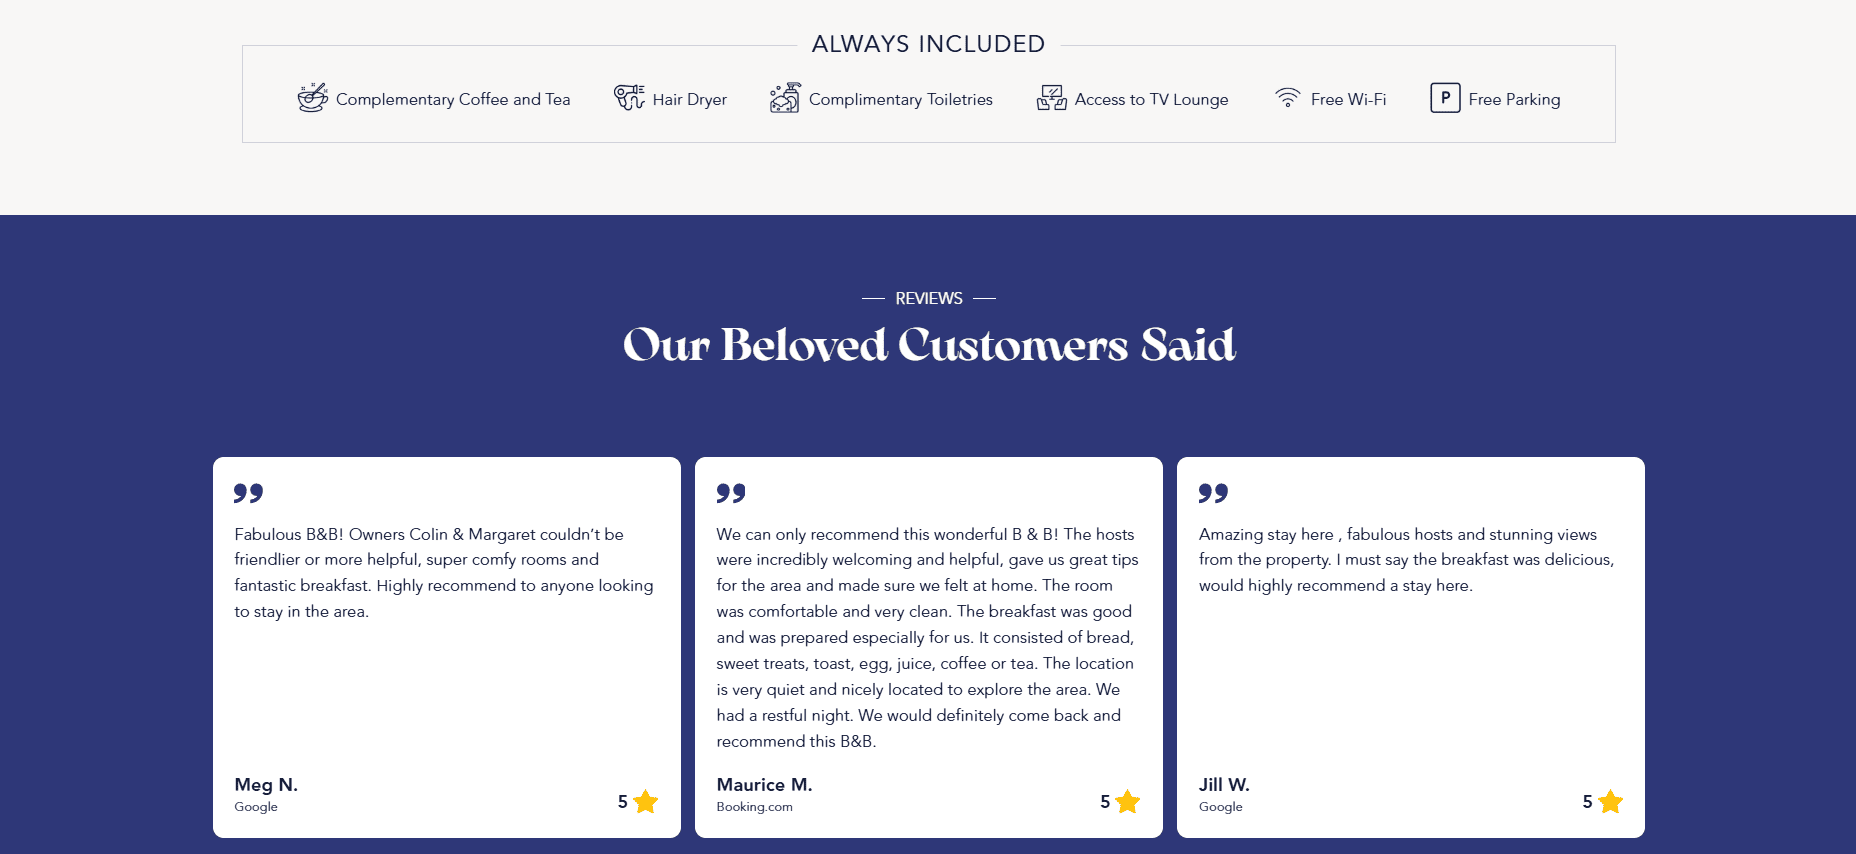 ALWAYS INCLUDED
Complementary Coffee and Tea
Hair Dryer
Complimentary Toiletries
Access to TV Lounge
Free Wi-Fi
P
Free Parking
REVIEWS
Our Beloved Customers Said
”
Fabulous B&B! Owners Colin & Margaret couldn’t be
friendlier or more helpful, super comfy rooms and
fantastic breakfast. Highly recommend to anyone looking
to stay in the area.
Meg N.
Google
5
”
We can only recommend this wonderful B & B! The hosts
were incredibly welcoming and helpful, gave us great tips
for the area and made sure we felt at home. The room
was comfortable and very clean. The breakfast was good
and was prepared especially for us. It consisted of bread,
sweet treats, toast, egg, juice, coffee or tea. The location
is very quiet and nicely located to explore the area. We
had a restful night. We would definitely come back and
recommend this B&B.
Maurice M.
Booking.com
5
”
Amazing stay here , fabulous hosts and stunning views
from the property. I must say the breakfast was delicious,
would highly recommend a stay here.
Jill W.
Google
5